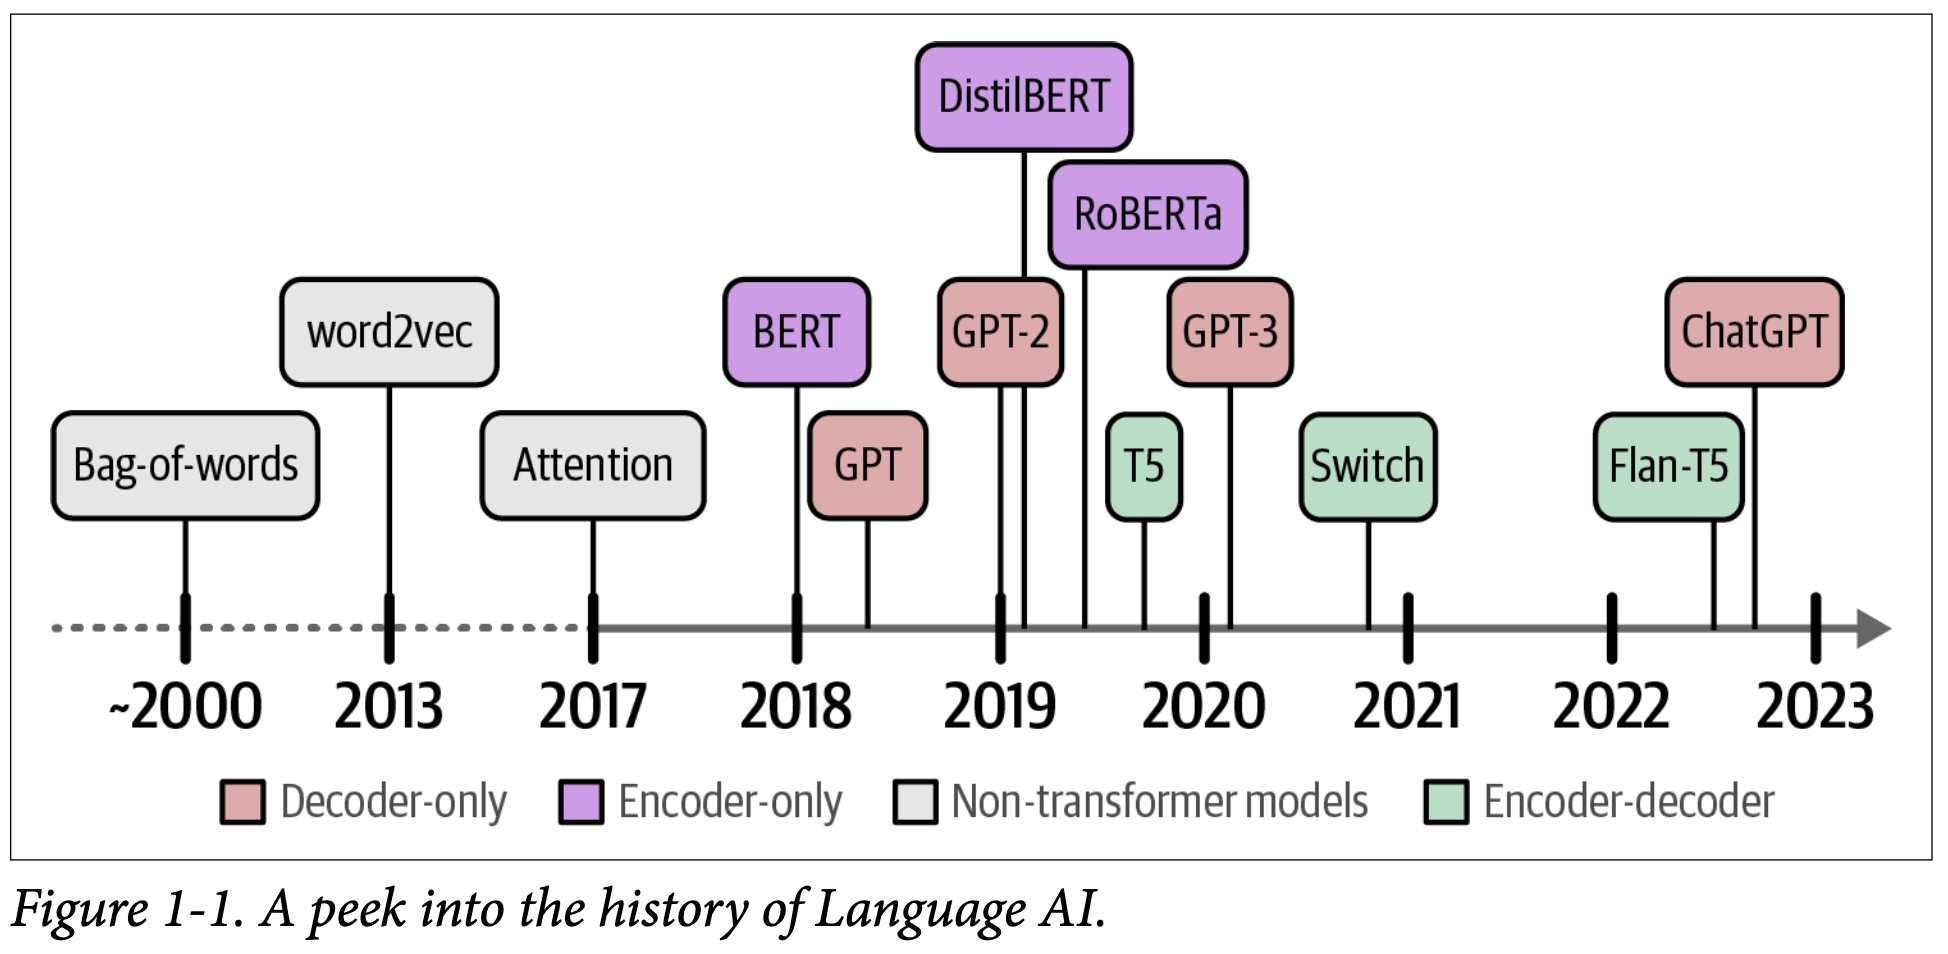 DistilBERT
RoBERTa
word2vec
BERT
GPT-2
GPT-3
ChatGPT
Bag-of-words
Attention
GPT
T5
Switch
Flan-T5
~2000
2013
2017
2018
2019
2020
2021
2022
2023
Decoder-only
Encoder-only
Non-transformer models
Encoder-decoder
Figure 1-1. A peek into the history of Language AI.